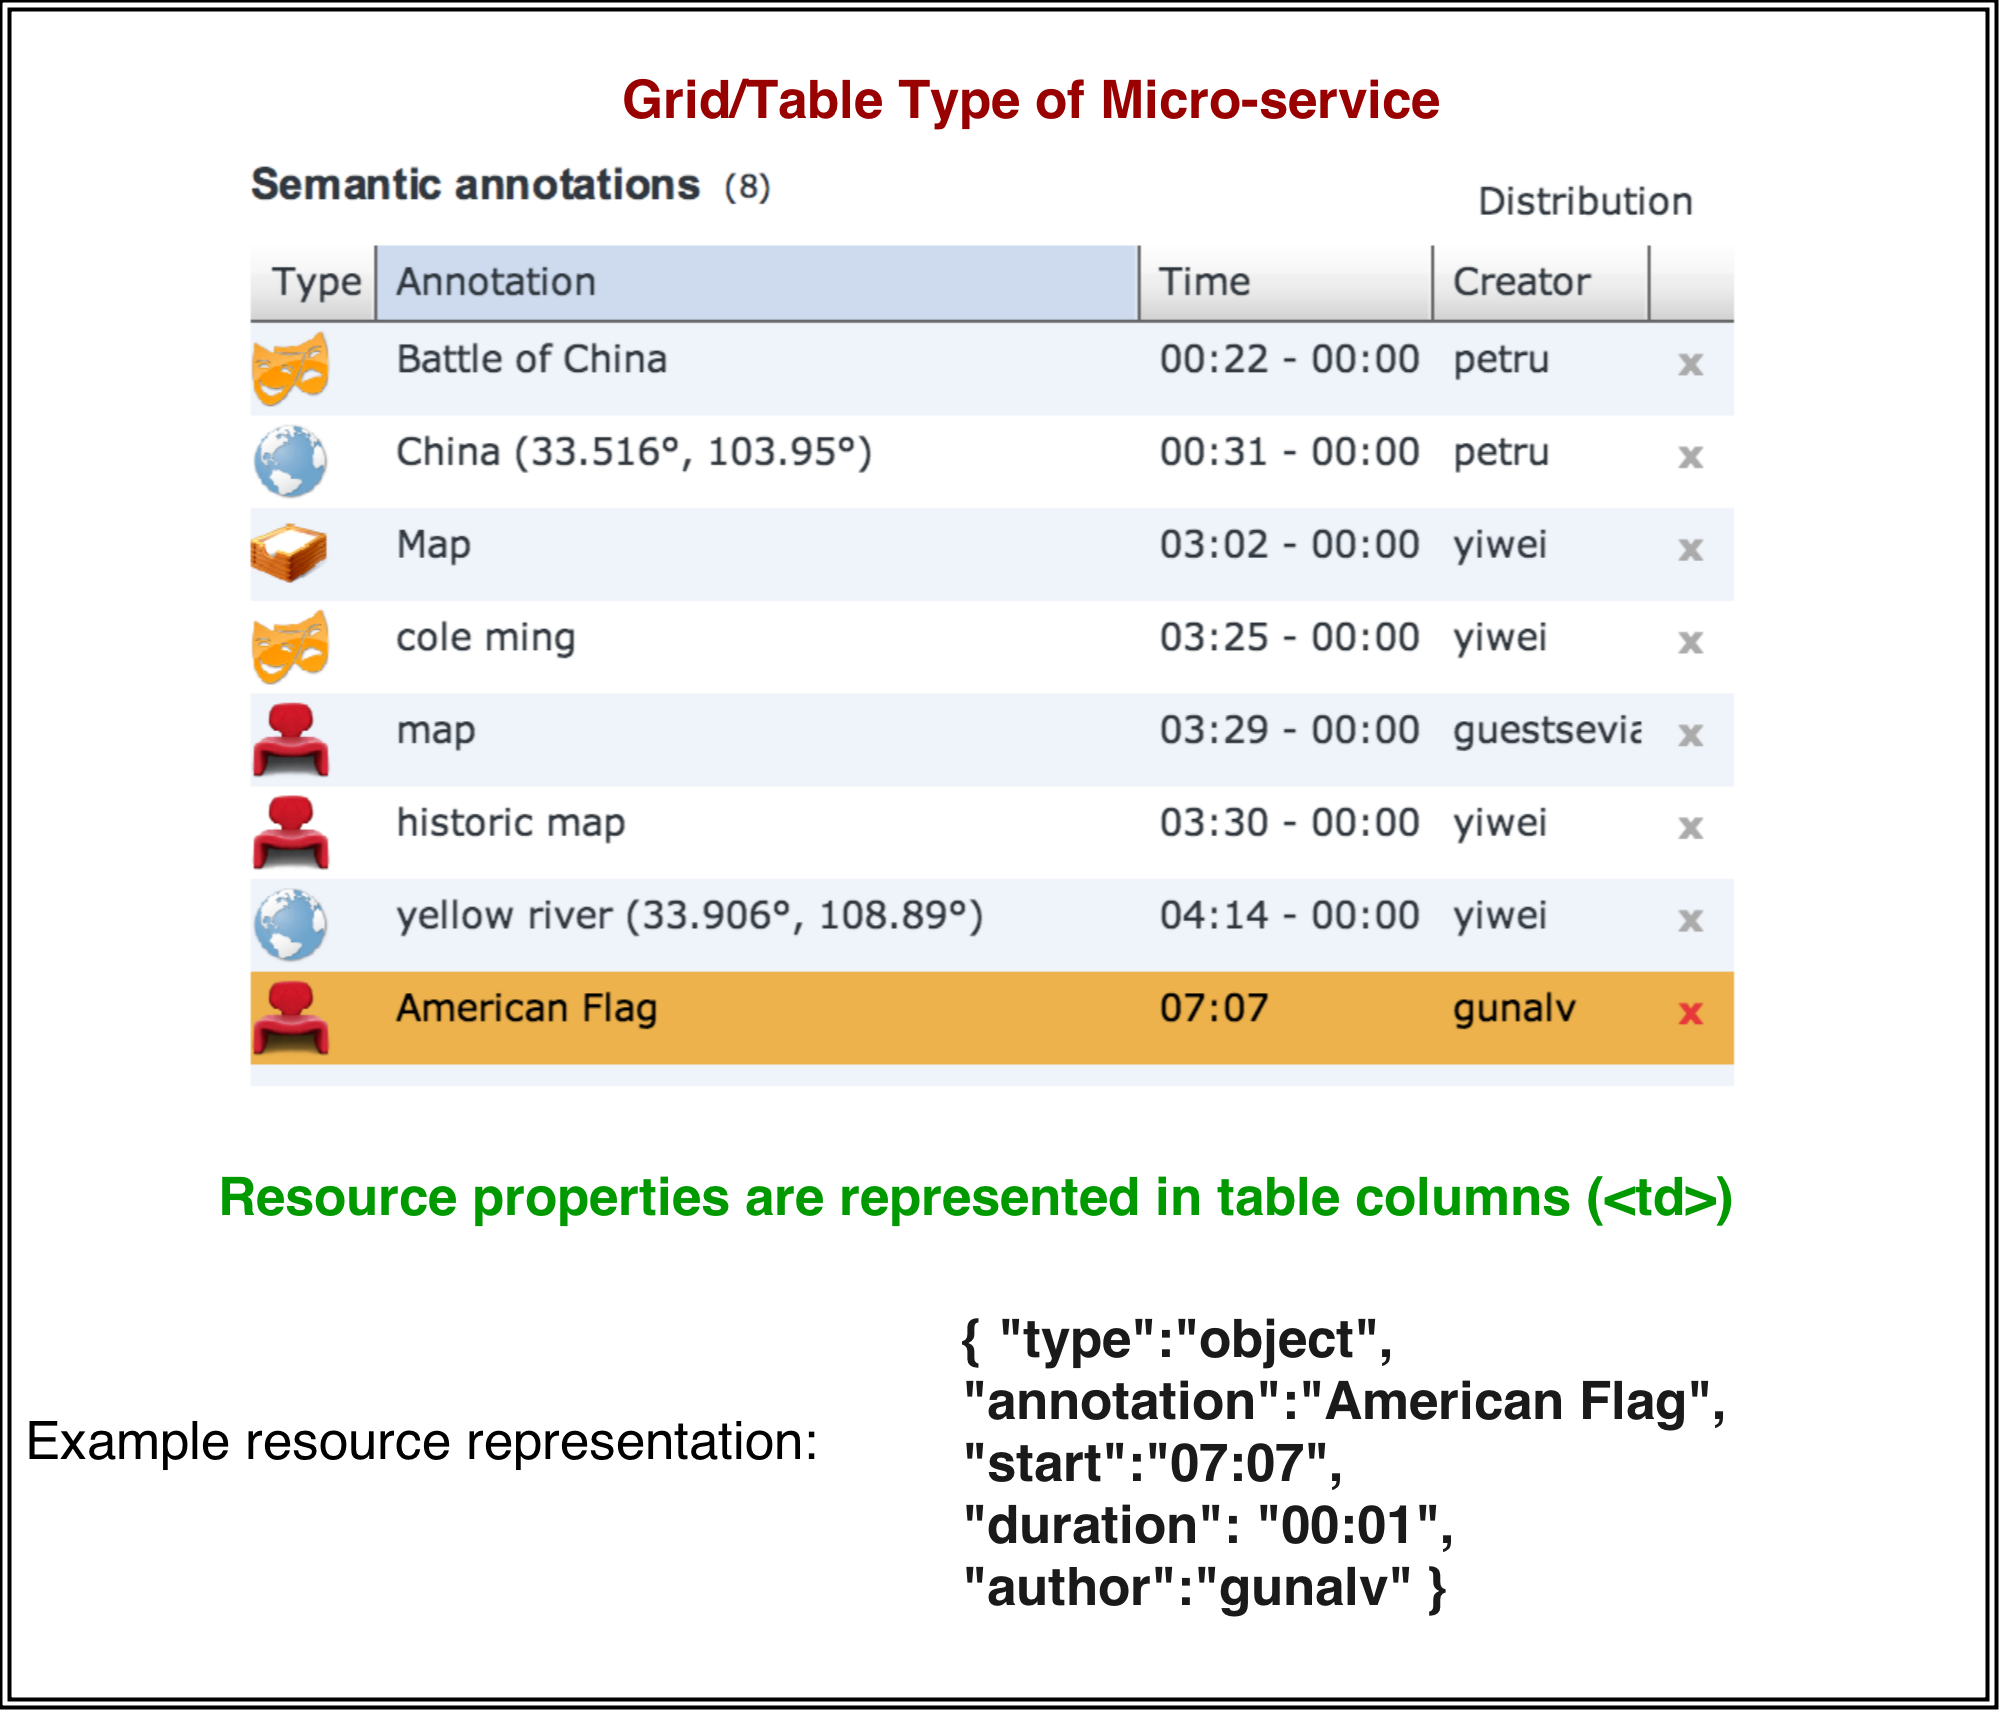 Grid/Table Type of Micro-service
Semantic annotations (8)
Distribution
Type Annotation Time Creator
Battle of China 00:22 - 00:00 petru x
China (33.516°, 103.95°) 00:31 - 00:00 petru x
Map 03:02 - 00:00 yiwei x
cole ming 03:25 - 00:00 yiwei x
map 03:29 - 00:00 guestsevia x
historic map 03:30 - 00:00 yiwei x
yellow river (33.906°, 108.89°) 04:14 - 00:00 yiwei x
American Flag 07:07 gunalv x
Resource properties are represented in table columns (<td>)
Example resource representation:
{ "type":"object",
"annotation":"American Flag",
"start":"07:07",
"duration": "00:01",
"author":"gunalv" }